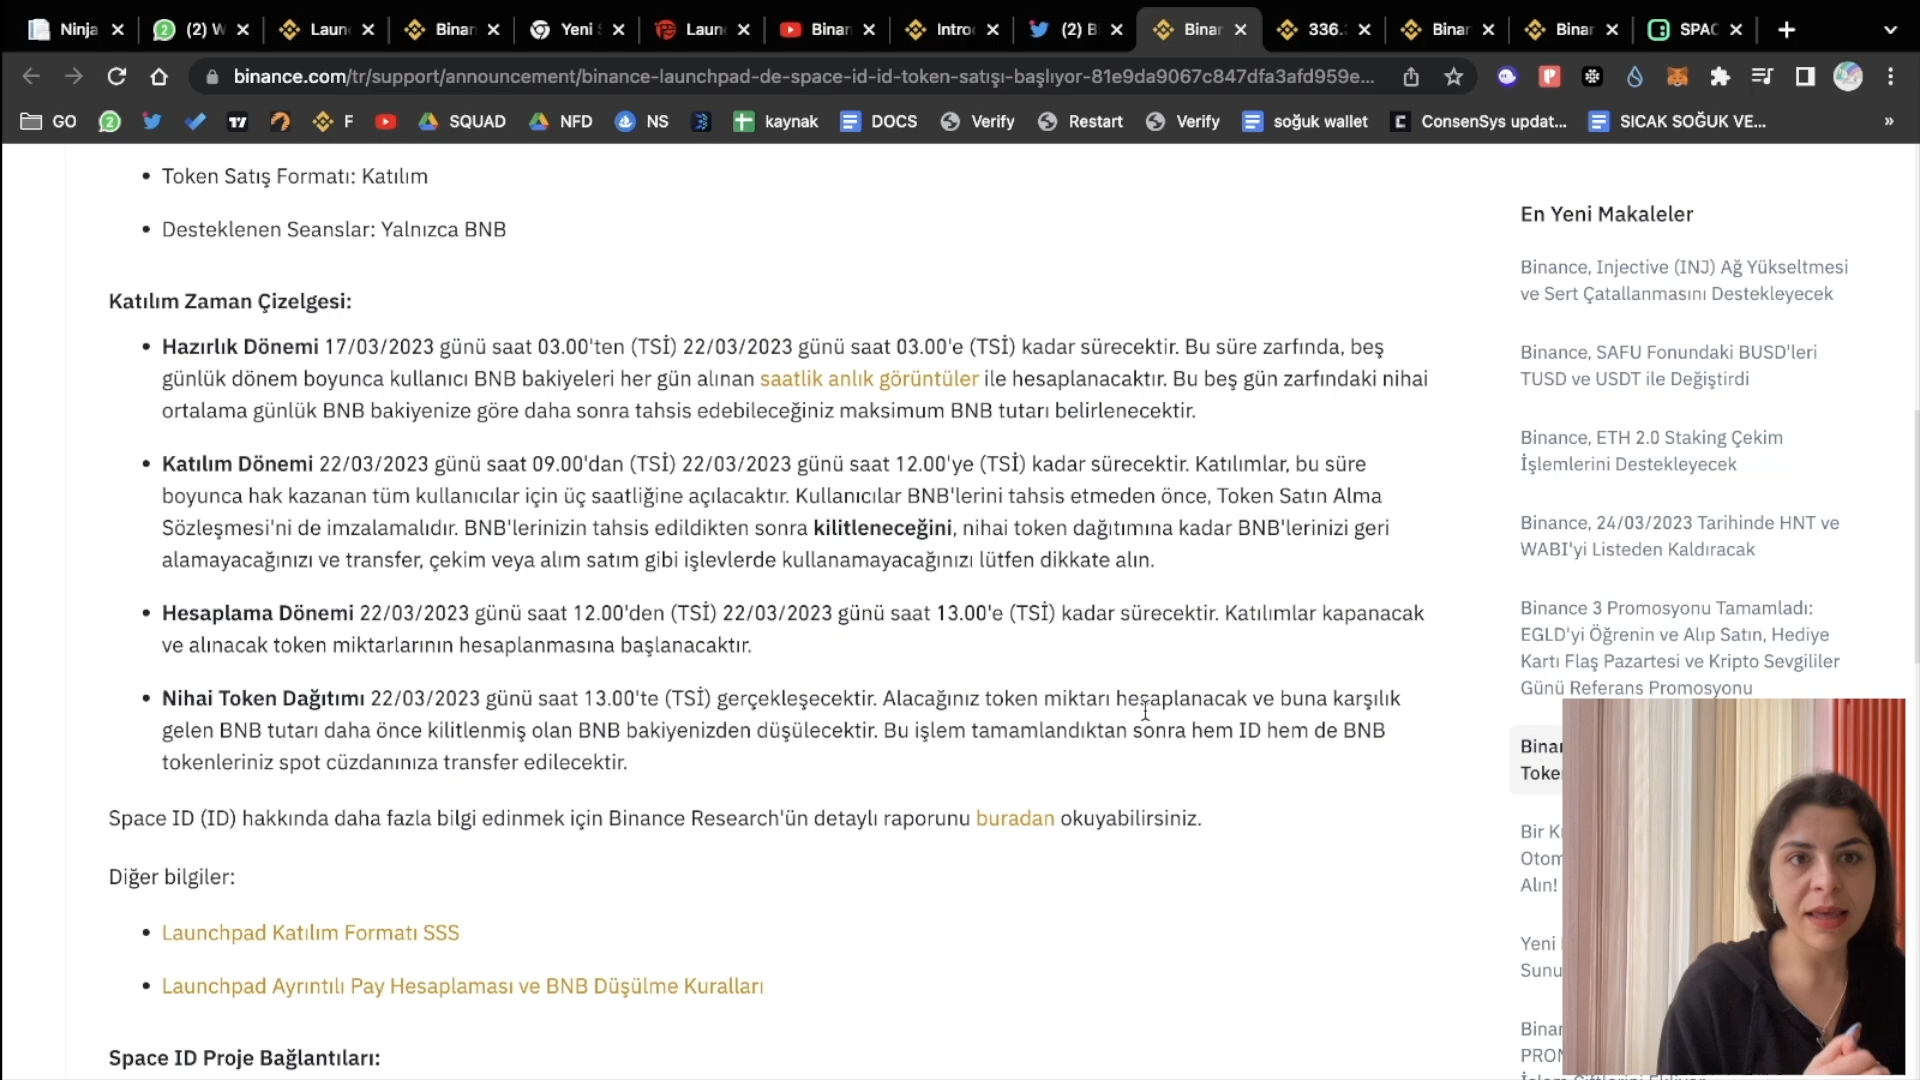 Ninja
(2) W
Laun
Binan
Yeni
Laun
Binan
Intro
(2) B
Binar
336.
Binar
Binar
SPAC
binance.com/tr/support/announcement/binance-launchpad-de-space-id-id-token-satışı-başlıyor-81e9da9067c847dfa3afd959e...
GO
F
SQUAD
NFD
NS
kaynak
DOCS
Verify
Restart
Verify
soğuk wallet
ConsenSys updat...
SICAK SOĞUK VE...
»
• Token Satış Formatı: Katılım
• Desteklenen Seanslar: Yalnızca BNB
Katılım Zaman Çizelgesi:
• Hazırlık Dönemi 17/03/2023 günü saat 03.00'ten (TSİ) 22/03/2023 günü saat 03.00'e (TSİ) kadar sürecektir. Bu süre zarfında, beş
günlük dönem boyunca kullanıcı BNB bakiyeleri her gün alınan saatlik anlık görüntüler ile hesaplanacaktır. Bu beş gün zarfındaki nihai
ortalama günlük BNB bakiyenize göre daha sonra tahsis edebileceğiniz maksimum BNB tutarı belirlenecektir.
• Katılım Dönemi 22/03/2023 günü saat 09.00'dan (TSİ) 22/03/2023 günü saat 12.00'ye (TSİ) kadar sürecektir. Katılımlar, bu süre
boyunca hak kazanan tüm kullanıcılar için üç saatliğine açılacaktır. Kullanıcılar BNB'lerini tahsis etmeden önce, Token Satın Alma
Sözleşmesi'ni de imzalamalıdır. BNB'lerinizin tahsis edildikten sonra kilitleneceğini, nihai token dağıtımına kadar BNB'lerinizi geri
alamayacağınızı ve transfer, çekim veya alım satım gibi işlevlerde kullanamayacağınızı lütfen dikkate alın.
• Hesaplama Dönemi 22/03/2023 günü saat 12.00'den (TSİ) 22/03/2023 günü saat 13.00'e (TSİ) kadar sürecektir. Katılımlar kapanacak
ve alınacak token miktarlarının hesaplanmasına başlanacaktır.
• Nihai Token Dağıtımı 22/03/2023 günü saat 13.00'te (TSİ) gerçekleşecektir. Alacağınız token miktarı hesaplanacak ve buna karşılık
gelen BNB tutarı daha önce kilitlenmiş olan BNB bakiyenizden düşülecektir. Bu işlem tamamlandıktan sonra hem ID hem de BNB
tokenleriniz spot cüzdanınıza transfer edilecektir.
Space ID (ID) hakkında daha fazla bilgi edinmek için Binance Research'ün detaylı raporunu buradan okuyabilirsiniz.
Diğer bilgiler:
• Launchpad Katılım Formatı SSS
• Launchpad Ayrıntılı Pay Hesaplaması ve BNB Düşülme Kuralları
Space ID Proje Bağlantıları:
En Yeni Makaleler
Binance, Injective (INJ) Ağ Yükseltmesi
ve Sert Çatallanmasını Destekleyecek
Binance, SAFU Fonundaki BUSD'leri
TUSD ve USDT ile Değiştirdi
Binance, ETH 2.0 Staking Çekim
İşlemlerini Destekleyecek
Binance, 24/03/2023 Tarihinde HNT ve
WABI'yi Listeden Kaldıracak
Binance 3 Promosyonu Tamamladı:
EGLD'yi Öğrenin ve Alıp Satın, Hediye
Kartı Flaş Pazartesi ve Kripto Sevgililer
Günü Referans Promosyonu
Binar
Toke
Bir K
Otom
Alın!
Yeni
Sunu
Binar
PROM